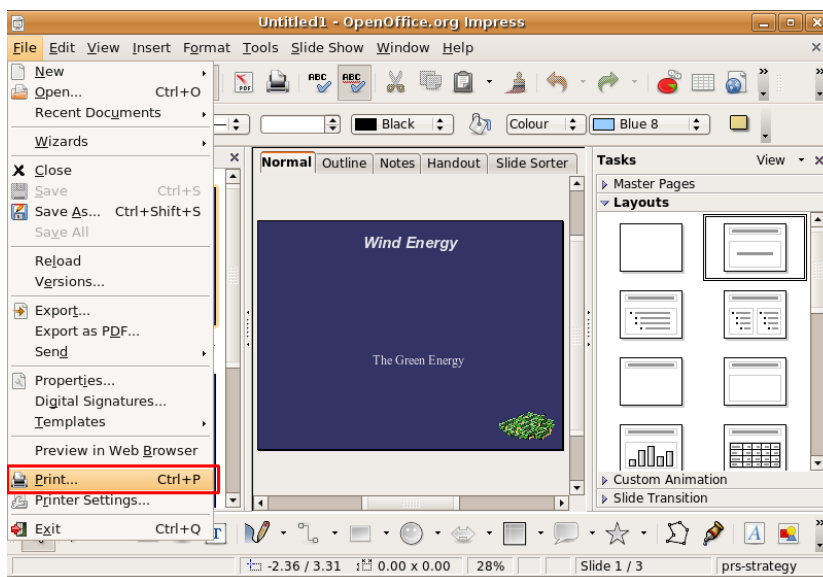 Untitled1 - OpenOffice.org Impress
File Edit View Insert Format Tools Slide Show Window Help
New
Open... Ctrl+O
Recent Documents
Wizards
Close
Save Ctrl+S
Save As... Ctrl+Shift+S
Save All
Reload
Versions...
Export...
Export as PDF...
Send
Properties...
Digital Signatures...
Templates
Preview in Web Browser
Print... Ctrl+P
Printer Settings...
Exit Ctrl+Q
PDF ABC ABC
Black Colour Blue 8
Normal Outline Notes Handout Slide Sorter
Wind Energy
The Green Energy
Tasks View
Master Pages
Layouts
Custom Animation
Slide Transition
T A
-2.36 / 3.31 0.00 x 0.00 28% Slide 1 / 3 prs-strategy